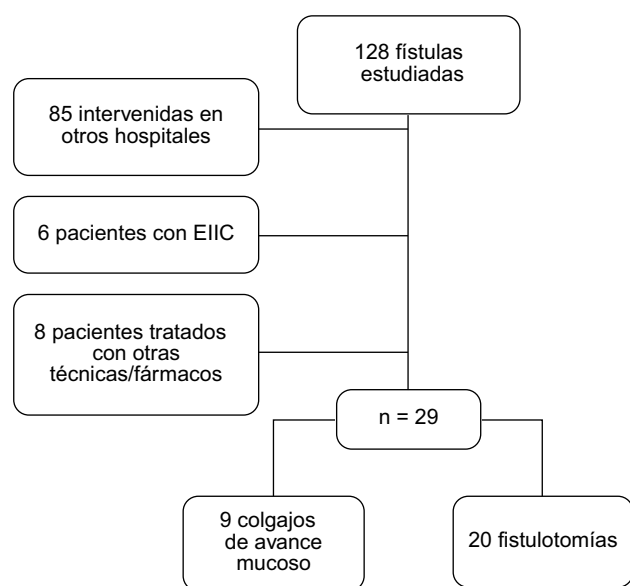 128 fístulas
estudiadas
85 intervenidas en
otros hospitales
6 pacientes con EIIC
8 pacientes tratados
con otras
técnicas/fármacos
n = 29
9 colgajos
de avance
mucoso
20 fistulotomías